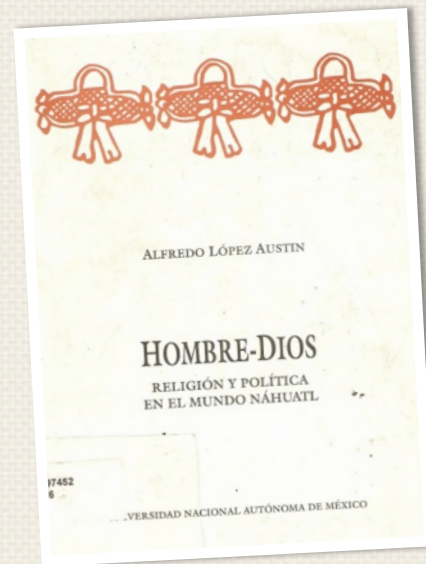 ALFREDO LÓPEZ AUSTIN
HOMBRE-DIOS
RELIGIÓN Y POLÍTICA
EN EL MUNDO NÁHUATL
97452
6
VERSIDAD NACIONAL AUTÓNOMA DE MÉXICO